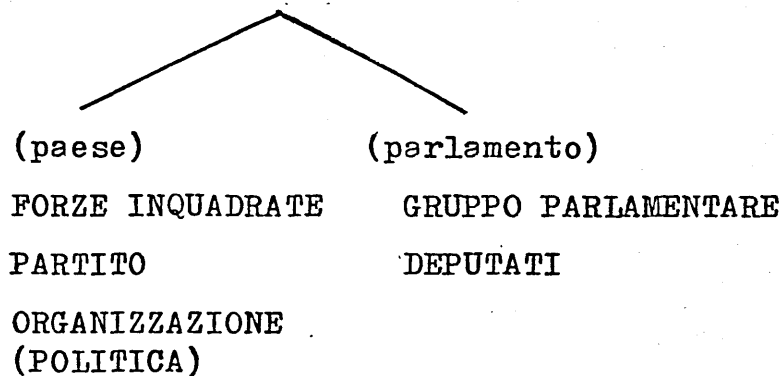 (paese) (parlamento)
FORZE INQUADRATE GRUPPO PARLAMENTARE
PARTITO DEPUTATI
ORGANIZZAZIONE
(POLITICA)